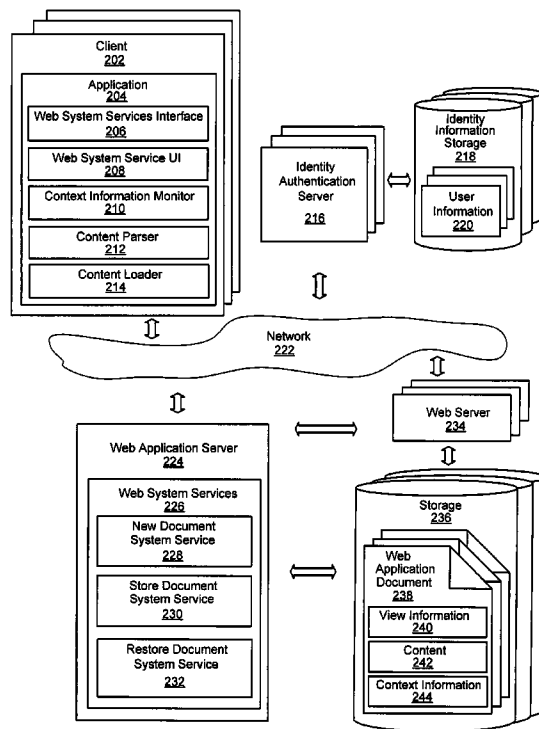 Client
202
Application
204
Web System Services Interface
206
Web System Service UI
208
Context Information Monitor
210
Content Parser
212
Content Loader
214
Identity
Authentication
Server
216
Identity
Information
Storage
218
User
Information
220
Network
222
Web Server
234
Web Application Server
224
Web System Services
226
New Document
System Service
228
Store Document
System Service
230
Restore Document
System Service
232
Storage
236
Web
Application
Document
238
View Information
240
Content
242
Context Information
244